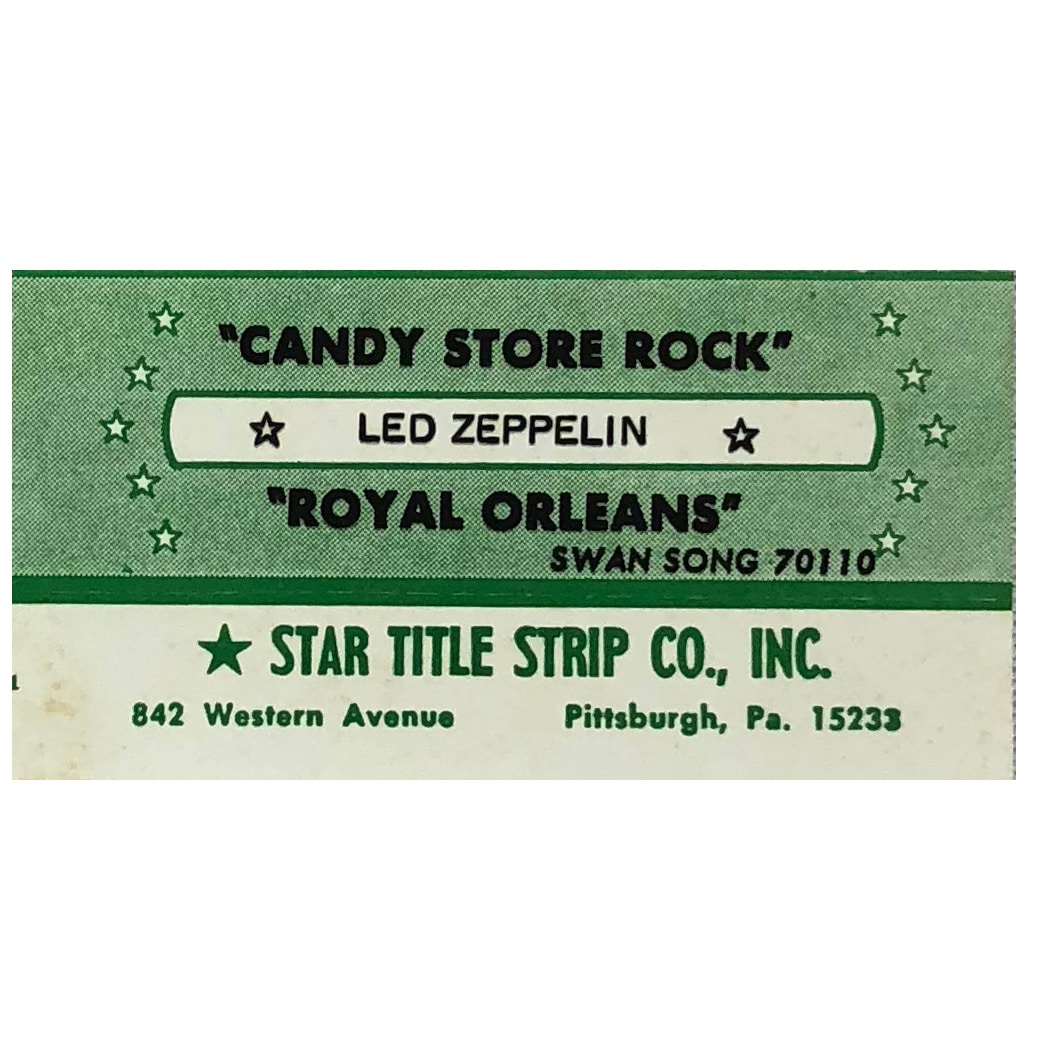 "CANDY STORE ROCK"
LED ZEPPELIN
"ROYAL ORLEANS"
SWAN SONG 70110
STAR TITLE STRIP CO., INC.
842 Western Avenue Pittsburgh, Pa. 15233